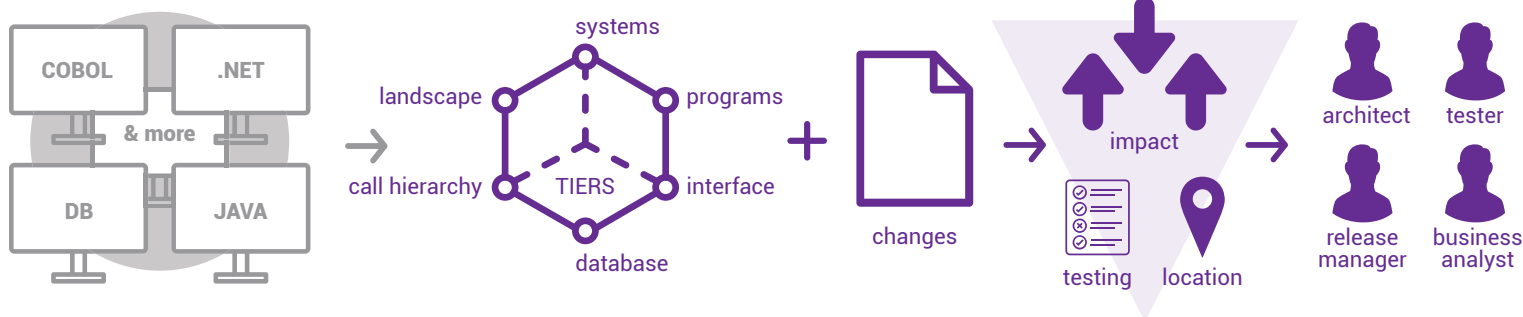 COBOL
.NET
& more
DB
JAVA
systems
landscape
programs
call hierarchy
TIERS
interface
database
changes
impact
testing
location
architect
tester
release
manager
business
analyst